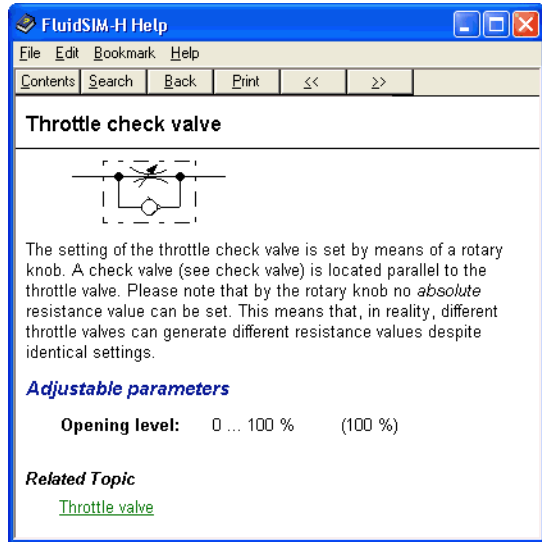 FluidSIM-H Help
File Edit Bookmark Help
Contents Search Back Print << >>
Throttle check valve
The setting of the throttle check valve is set by means of a rotary
knob. A check valve (see check valve) is located parallel to the
throttle valve. Please note that by the rotary knob no absolute
resistance value can be set. This means that, in reality, different
throttle valves can generate different resistance values despite
identical settings.
Adjustable parameters
Opening level: 0 ... 100 % (100 %)
Related Topic
Throttle valve